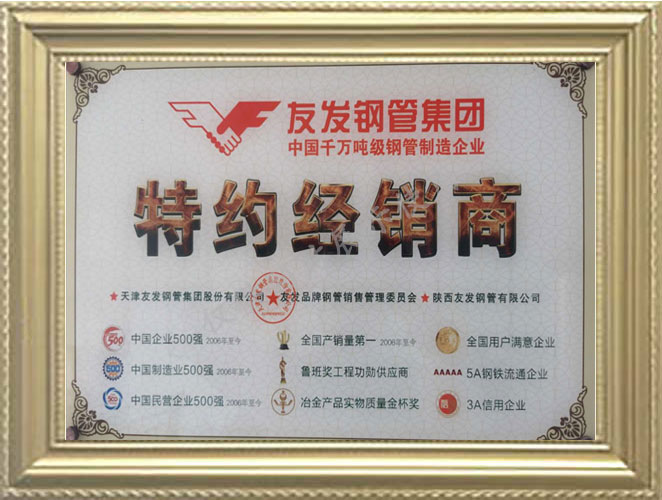 友发钢管集团
中国千万吨级钢管制造企业
特约经销商
★天津友发钢管集团股份有限公司 ★友发品牌钢管销售管理委员会 ★陕西友发钢管有限公司
500 中国企业500强 2006年至今 全国产销量第一 2006年至今 全国用户满意企业
500 中国制造业500强 2006年至今 鲁班奖工程功勋供应商 AAAAA 5A钢铁流通企业
500 中国民营企业500强 2006年至今 冶金产品实物质量金杯奖 3A信用企业